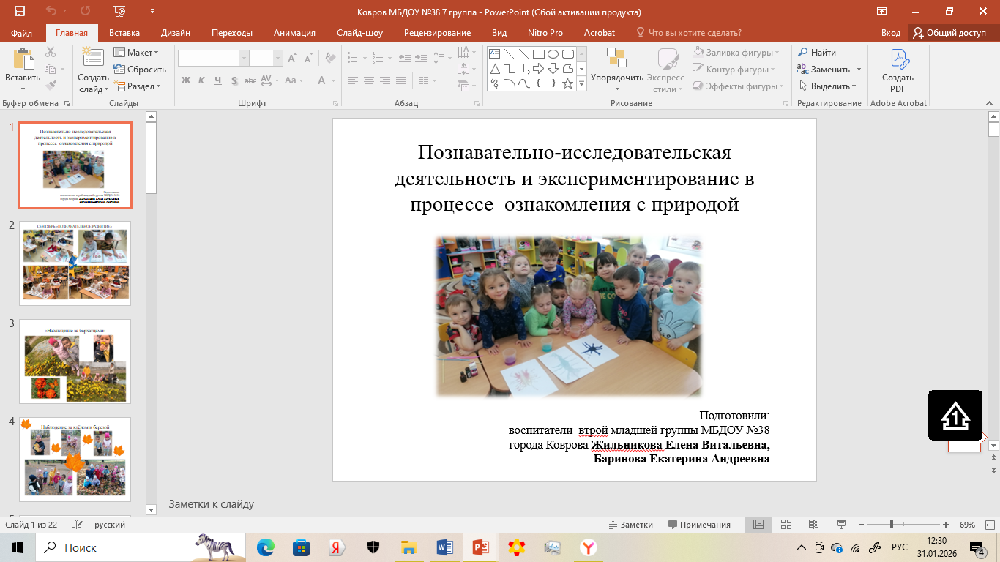 Ковров МБДОУ №38 7 группа - PowerPoint (Сбой активации продукта)
Файл Главная Вставка Дизайн Переходы Анимация Слайд-шоу Рецензирование Вид Nitro Pro Acrobat Что вы хотите сделать? Вход Общий доступ
Вставить
Создать слайд
Макет
Сбросить
Раздел
Ж К Ч S abc AV Aa A
Упорядочить
Экспресс-стили
Заливка фигуры
Контур фигуры
Эффекты фигуры
Найти
Заменить
Выделить
Создать PDF
Буфер обмена Слайды Шрифт Абзац Рисование Редактирование Adobe Acrobat
1
Познавательно-исследовательская
деятельность и экспериментирование в
процессе ознакомления с природой
2
СЕНТЯБРЬ «ПОЗНАВАТЕЛЬНОЕ РАЗВИТИЕ»
3
«Наблюдение за бархатцами»
4
Наблюдение за клёном и березой
Познавательно-исследовательская
деятельность и экспериментирование в
процессе  ознакомления с природой
Подготовили:
воспитатели  втрой младшей группы МБДОУ №38
города Коврова Жильникова Елена Витальевна,
Баринова Екатерина Андреевна
1
Заметки к слайду
Слайд 1 из 22 русский Заметки Примечания 69%
Поиск
РУС
12:30
31.01.2026
4